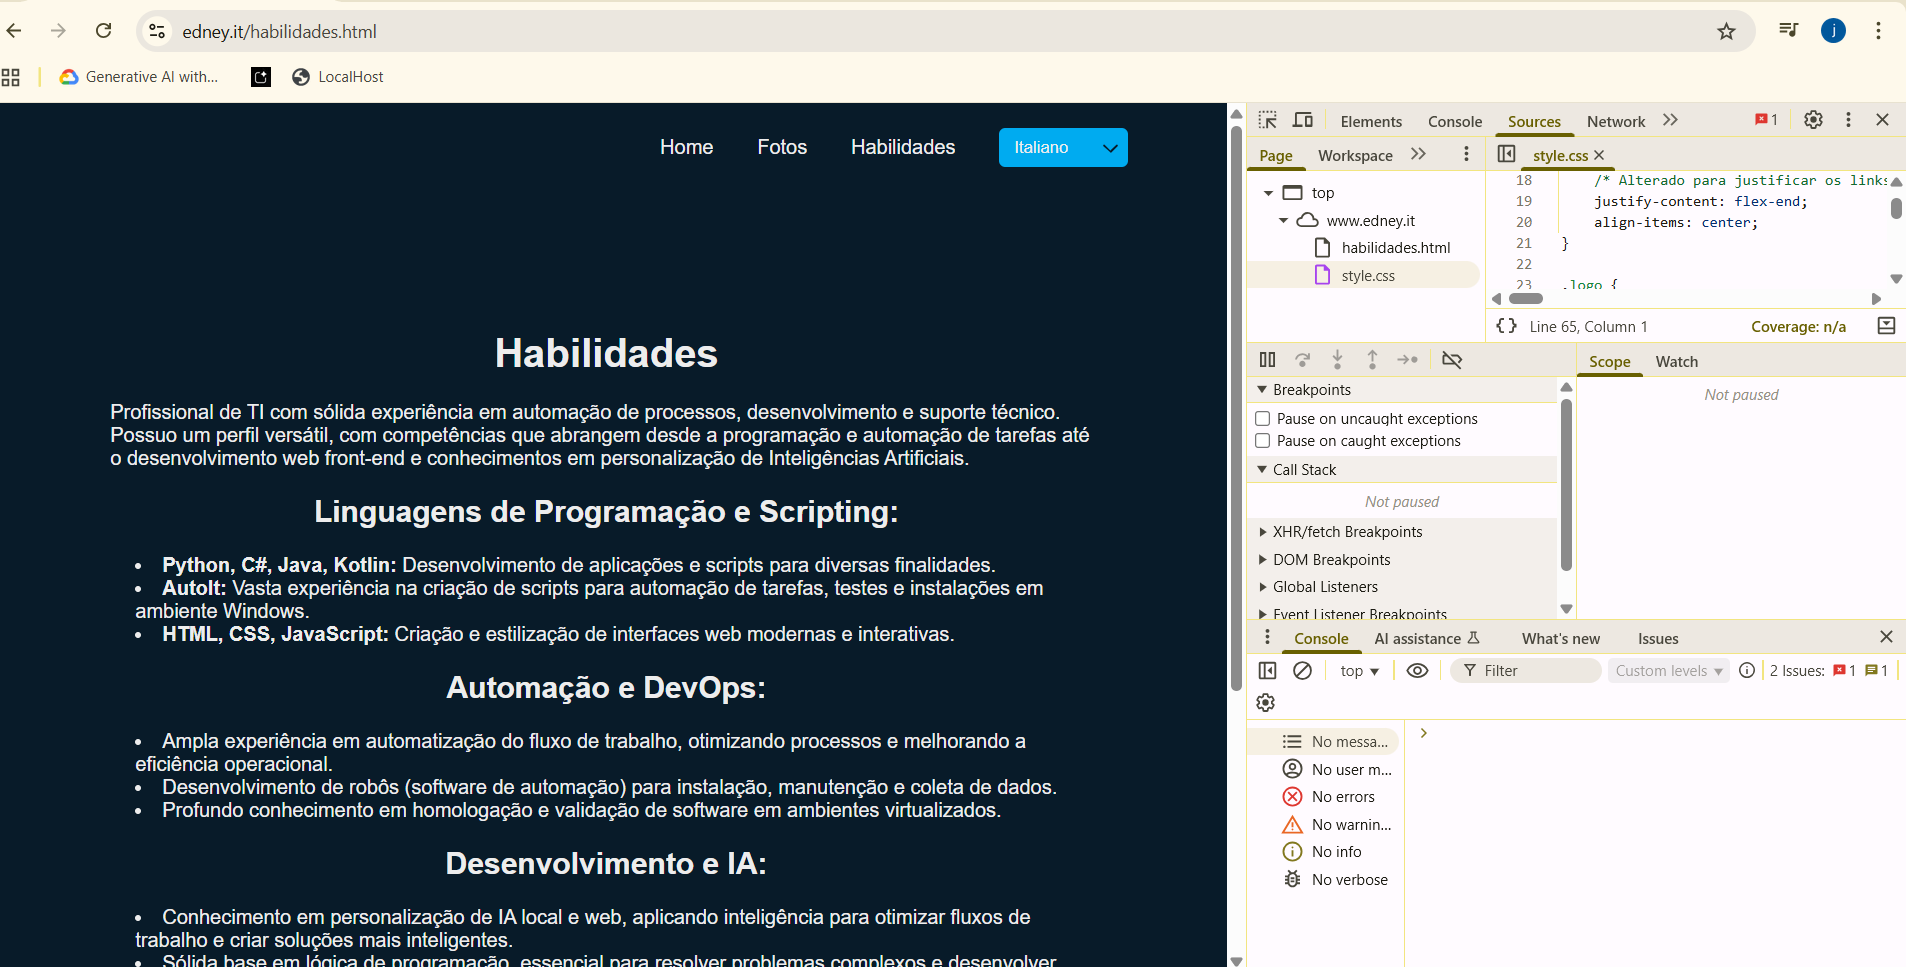 edney.it/habilidades.html
j
Generative AI with...
LocalHost
Home
Fotos
Habilidades
Italiano
Habilidades
Profissional de TI com sólida experiência em automação de processos, desenvolvimento e suporte técnico.
Possuo um perfil versátil, com competências que abrangem desde a programação e automação de tarefas até
o desenvolvimento web front-end e conhecimentos em personalização de Inteligências Artificiais.
Linguagens de Programação e Scripting:
• Python, C#, Java, Kotlin: Desenvolvimento de aplicações e scripts para diversas finalidades.
• AutoIt: Vasta experiência na criação de scripts para automação de tarefas, testes e instalações em
ambiente Windows.
• HTML, CSS, JavaScript: Criação e estilização de interfaces web modernas e interativas.
Automação e DevOps:
• Ampla experiência em automatização do fluxo de trabalho, otimizando processos e melhorando a
eficiência operacional.
• Desenvolvimento de robôs (software de automação) para instalação, manutenção e coleta de dados.
• Profundo conhecimento em homologação e validação de software em ambientes virtualizados.
Desenvolvimento e IA:
• Conhecimento em personalização de IA local e web, aplicando inteligência para otimizar fluxos de
trabalho e criar soluções mais inteligentes.
• Sólida base em lógica de programação, essencial para resolver problemas complexos e desenvolver
Elements
Console
Sources
Network
1
Page
Workspace
style.css
top
www.edney.it
habilidades.html
style.css
18 /* Alterado para justificar os links
19 justify-content: flex-end;
20 align-items: center;
21 }
22
23 .logo {
{} Line 65, Column 1
Coverage: n/a
Scope
Watch
Not paused
Breakpoints
Pause on uncaught exceptions
Pause on caught exceptions
Call Stack
Not paused
XHR/fetch Breakpoints
DOM Breakpoints
Global Listeners
Event Listener Breakpoints
Console
AI assistance
What's new
Issues
top
Filter
Custom levels
2 Issues: 1 1
No messa...
No user m...
No errors
No warnin...
No info
No verbose